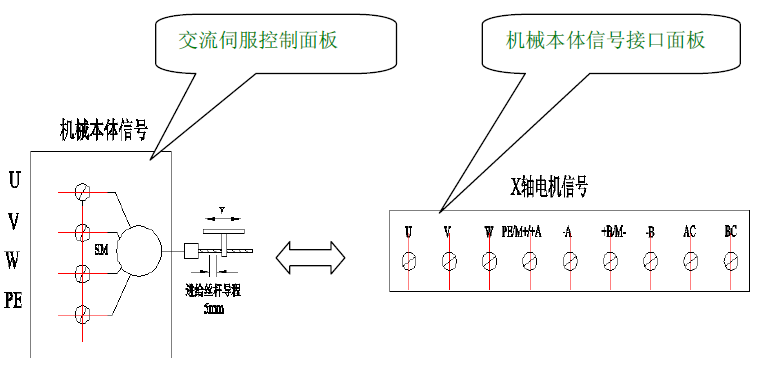 交流伺服控制面板
机械本体信号接口面板
机械本体信号
X轴电机信号
U
V
W
PE
SM
v
进给丝杆导程
5mm
U V W PE/M+/+A -A +B/M- -B AC BC